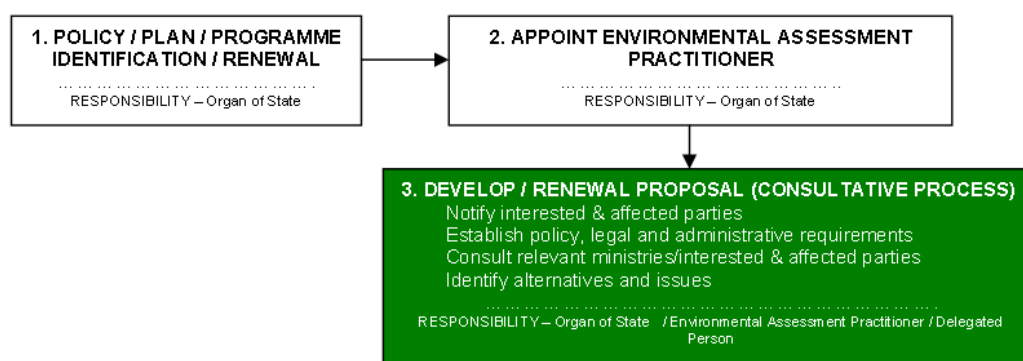 1. POLICY / PLAN / PROGRAMME
IDENTIFICATION / RENEWAL
… … … … … … … … … … … … … .
RESPONSIBILITY – Organ of State
2. APPOINT ENVIRONMENTAL ASSESSMENT
PRACTITIONER
… … … … … … … … … … … … … … ..
RESPONSIBILITY – Organ of State
3. DEVELOP / RENEWAL PROPOSAL (CONSULTATIVE PROCESS)
Notify interested & affected parties
Establish policy, legal and administrative requirements
Consult relevant ministries/interested & affected parties
Identify alternatives and issues
… … … … … … … … … … … … … … … … … … … … … … .
RESPONSIBILITY – Organ of State / Environmental Assessment Practitioner / Delegated
Person